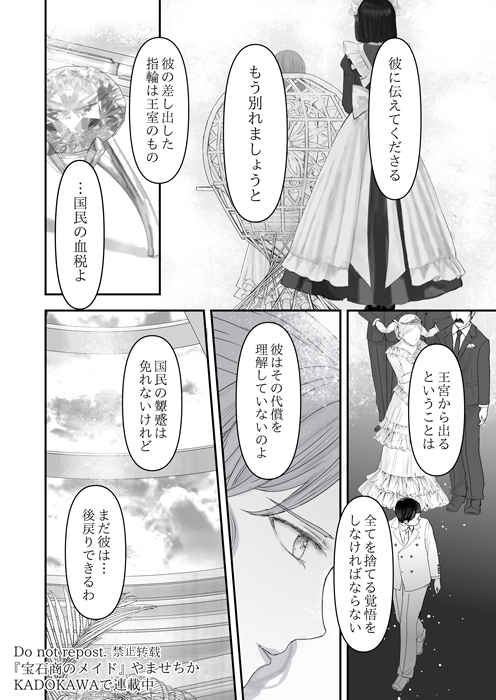 彼に伝えてくださる
もう別れましょうと
彼の差し出した
指輪は王室のもの
…国民の血税よ
王宮から出る
ということは
全てを捨てる覚悟を
しなければならない
彼はその代償を
理解していないのよ
国民の顰蹙は
免れないけれど
まだ彼は…
後戻りできるわ
Do not repost. 禁止转载
『宝石商のメイド』やませちか
KADOKAWAで連載中